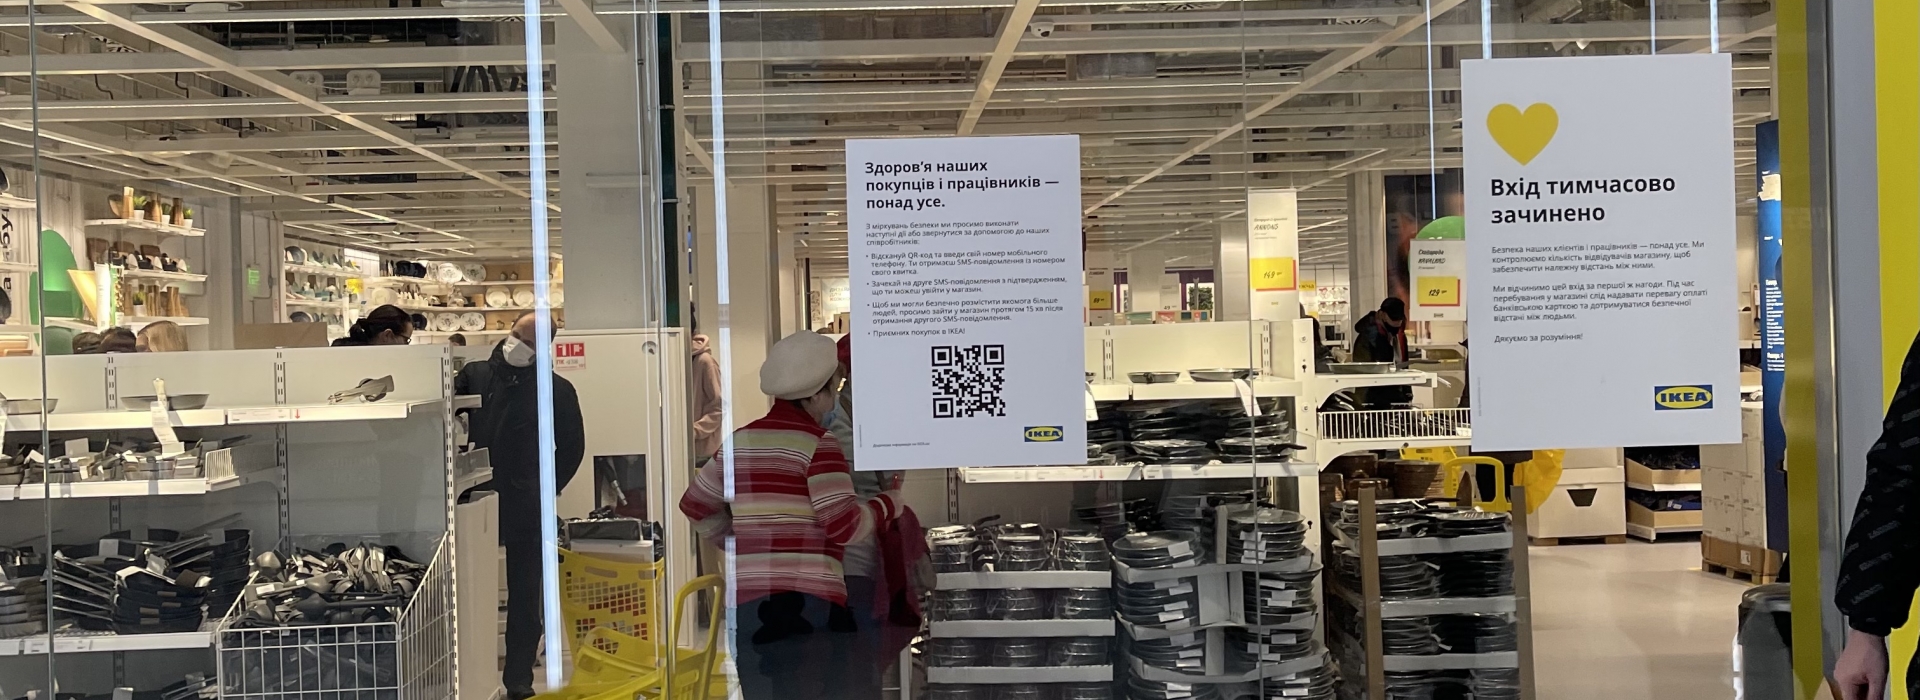 Здоров’я наших
покупців і працівників —
понад усе.
З міркувань безпеки ми просимо виконати
наступні дії або звернутися за допомогою до наших
співробітників:
• Відскануй QR-код та введи свій номер мобільного
телефону. Ти отримаєш SMS-повідомлення із номером
свого квитка.
• Зачекай на друге SMS-повідомлення з підтвердженням,
що ти можеш увійти у магазин.
• Щоб ми могли безпечно розмістити якомога більше
людей, просимо зайти у магазин протягом 15 хв після
отримання другого SMS-повідомлення.
• Приємних покупок в IKEA!
IKEA
Вхід тимчасово
зачинено
Безпека наших клієнтів і працівників — понад усе. Ми
контролюємо кількість відвідувачів магазину, щоб
забезпечити належну відстань між ними.
Ми відчинимо цей вхід за першої ж нагоди. Під час
перебування у магазині слід надавати перевагу оплаті
банківською карткою та дотримуватися безпечної
відстані між людьми.
Дякуємо за розуміння!
IKEA
149
129